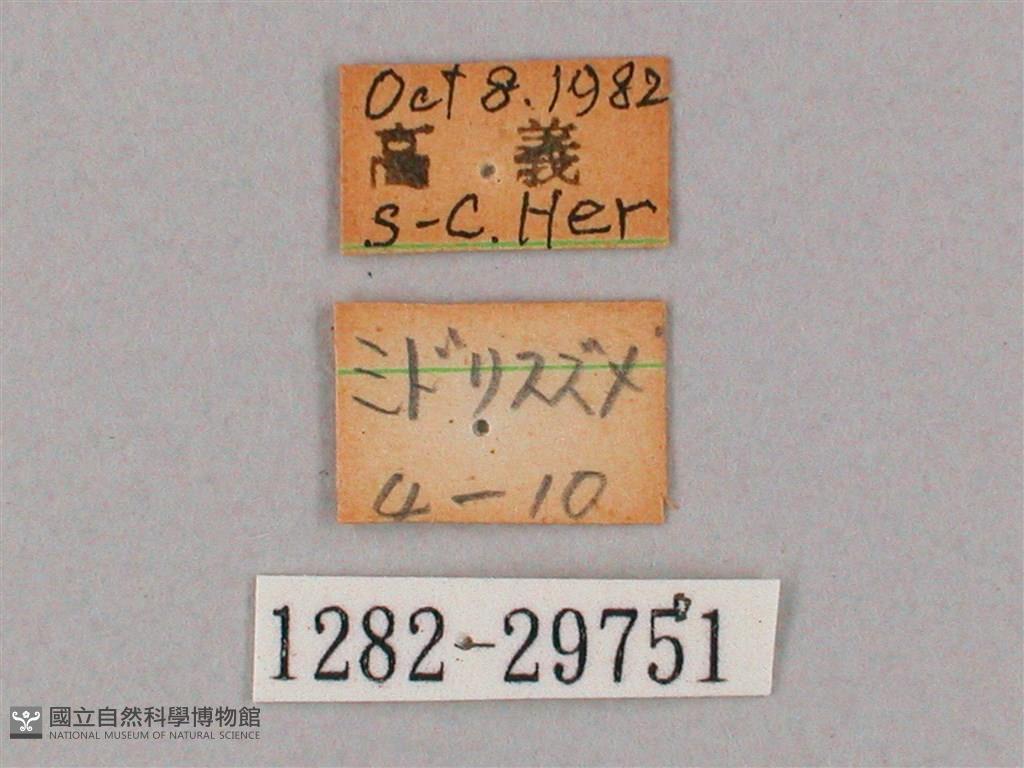 Oct 8. 1982
高 義
S-C. Her
ミドリスズメ
4-10
1282-29751
國立自然科學博物館
NATIONAL MUSEUM OF NATURAL SCIENCE